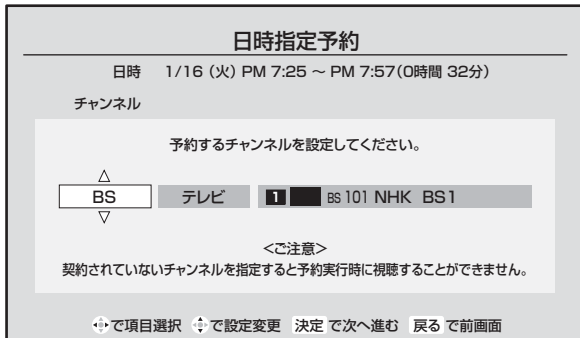 日時指定予約
日時 1/16 (火) PM 7:25 ～ PM 7:57(0時間 32分)
チャンネル
予約するチャンネルを設定してください。
BS テレビ 1 BS 101 NHK BS1
<ご注意>
契約されていないチャンネルを指定すると予約実行時に視聴することができません。
で項目選択 で設定変更 決定 で次へ進む 戻る で前画面